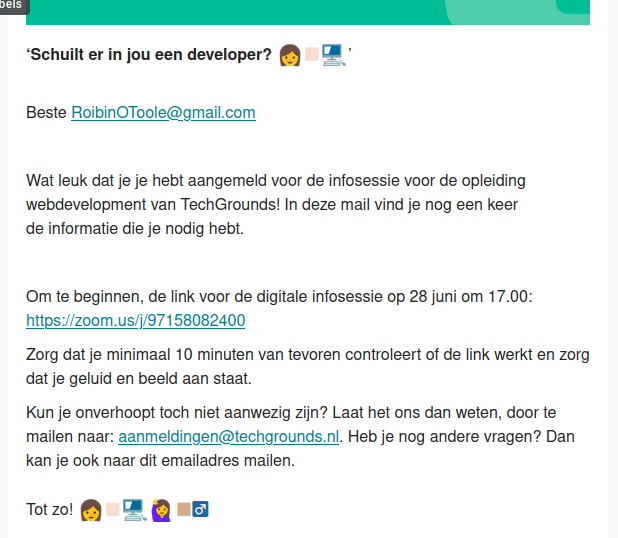 bels
‘Schuilt er in jou een developer? 👩🏻💻’
Beste RoibinOToole@gmail.com
Wat leuk dat je je hebt aangemeld voor de infosessie voor de opleiding
webdevelopment van TechGrounds! In deze mail vind je nog een keer
de informatie die je nodig hebt.
Om te beginnen, de link voor de digitale infosessie op 28 juni om 17.00:
https://zoom.us/j/97158082400
Zorg dat je minimaal 10 minuten van tevoren controleert of de link werkt en zorg
dat je geluid en beeld aan staat.
Kun je onverhoopt toch niet aanwezig zijn? Laat het ons dan weten, door te
mailen naar: aanmeldingen@techgrounds.nl. Heb je nog andere vragen? Dan
kan je ook naar dit emailadres mailen.
Tot zo! 👩🏻💻🙋🏽♂